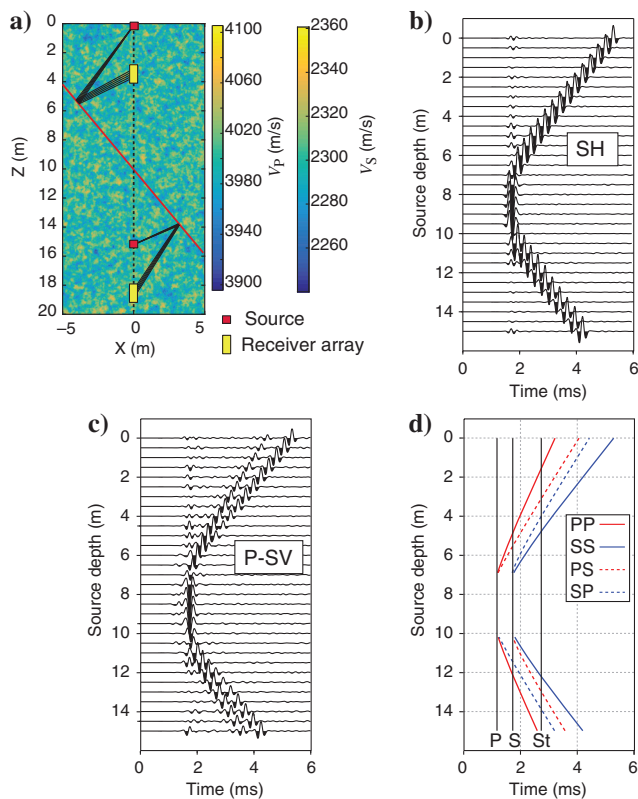 a)
0
2
4
6
8
10
12
14
16
18
20
Z (m)
−5
0
5
X (m)
4100
4060
4020
3980
3940
3900
V_P (m/s)
2360
2340
2320
2300
2280
2260
V_S (m/s)
Source
Receiver array
b)
0
2
4
6
8
10
12
14
Source depth (m)
SH
0
2
4
6
Time (ms)
c)
0
2
4
6
8
10
12
14
Source depth (m)
P-SV
0
2
4
6
Time (ms)
d)
0
2
4
6
8
10
12
14
Source depth (m)
PP
SS
PS
SP
P S St
0
2
4
6
Time (ms)